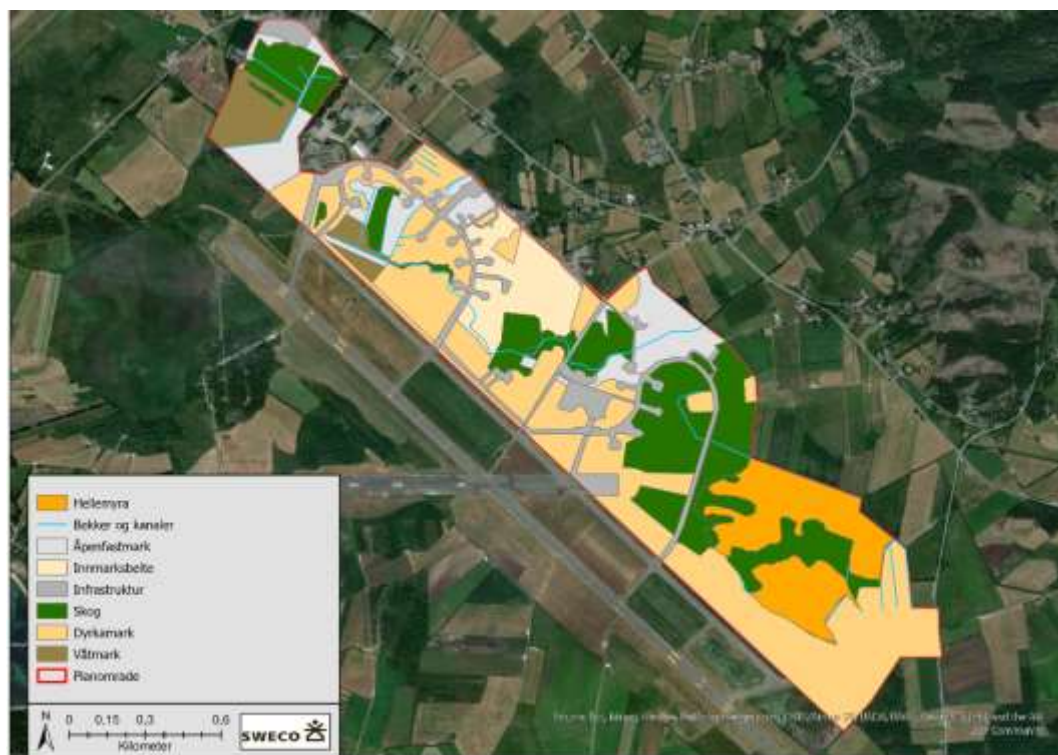 Hellemyra
Bekker og kanaler
Åpenfastmark
Innmarksbeite
Infrastruktur
Skog
Dyrkamark
Våtmark
Planområde
N
0 0,15 0,3 0,6
Kilometer
SWECO